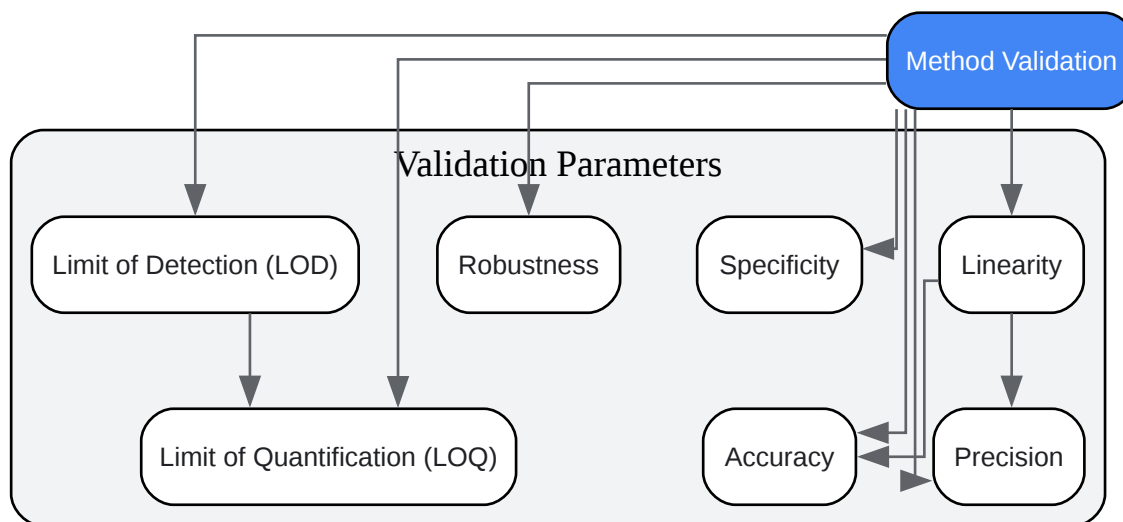 Method Validation
Validation Parameters
Limit of Detection (LOD)
Robustness
Specificity
Linearity
Limit of Quantification (LOQ)
Accuracy
Precision